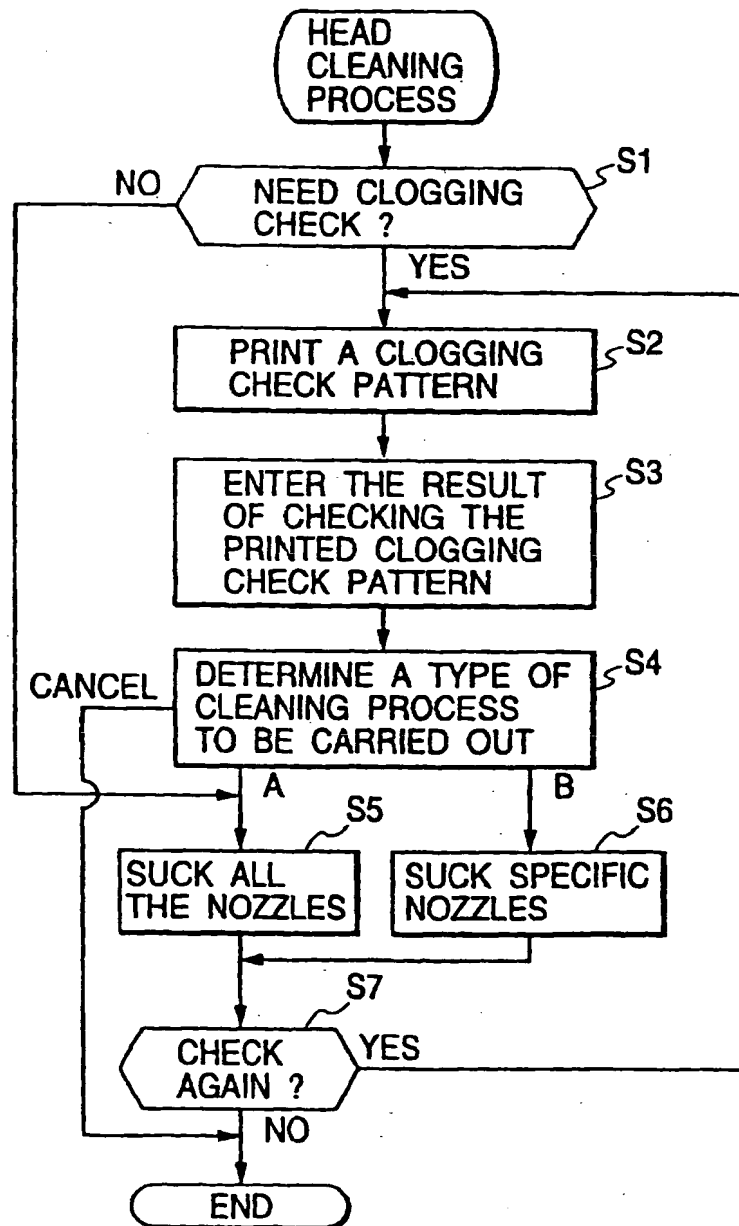 HEAD
CLEANING
PROCESS
NO
S1
NEED CLOGGING
CHECK ?
YES
S2
PRINT A CLOGGING
CHECK PATTERN
S3
ENTER THE RESULT
OF CHECKING THE
PRINTED CLOGGING
CHECK PATTERN
S4
CANCEL
DETERMINE A TYPE OF
CLEANING PROCESS
TO BE CARRIED OUT
A
B
S5
S6
SUCK ALL
THE NOZZLES
SUCK SPECIFIC
NOZZLES
S7
CHECK
AGAIN ?
YES
NO
END